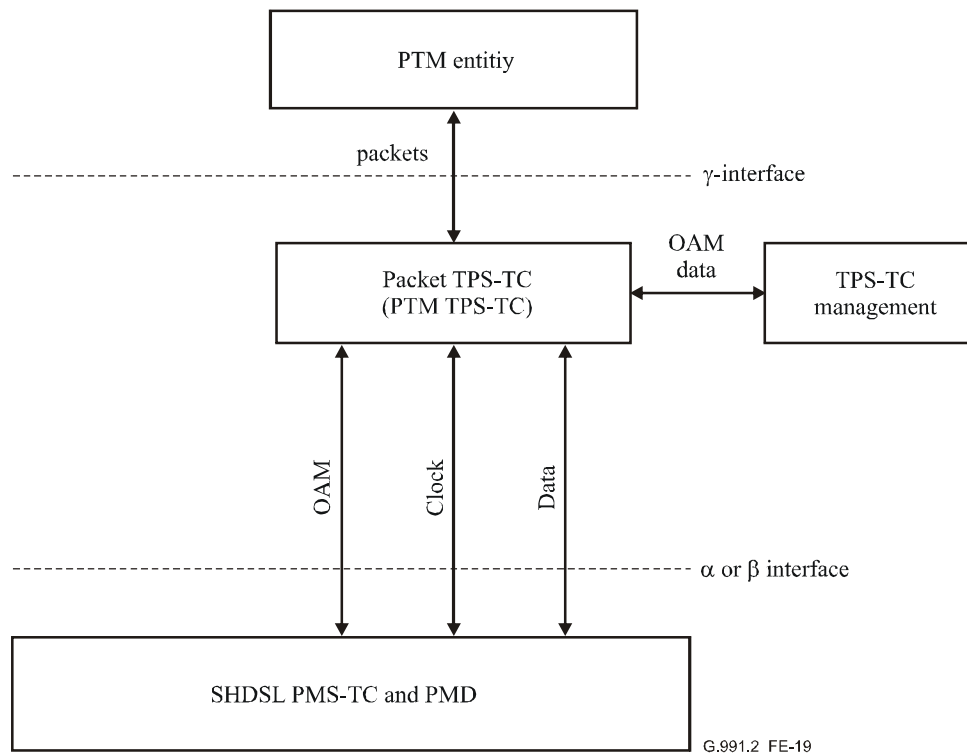 PTM entitiy
packets
γ-interface
Packet TPS-TC
(PTM TPS-TC)
OAM
data
TPS-TC
management
OAM
Clock
Data
α or β interface
SHDSL PMS-TC and PMD
G.991.2_FE-19